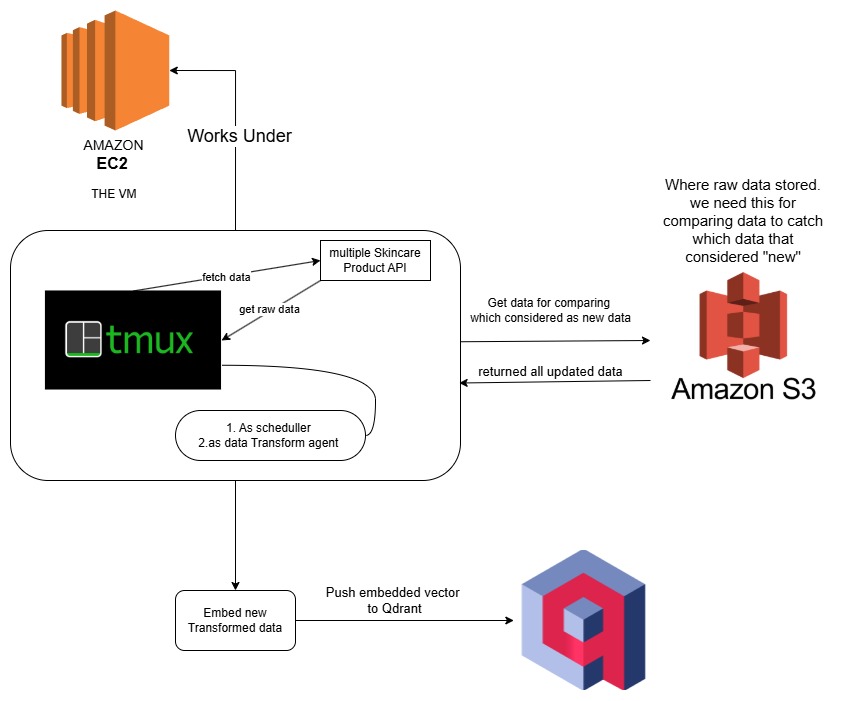 AMAZON
EC2
THE VM
Works Under
Where raw data stored.
we need this for
comparing data to catch
which data that
considered "new"
multiple Skincare
Product API
fetch data
get raw data
tmux
Get data for comparing
which considered as new data
returned all updated data
Amazon S3
1. As scheduller
2.as data Transform agent
Embed new
Transformed data
Push embedded vector
to Qdrant